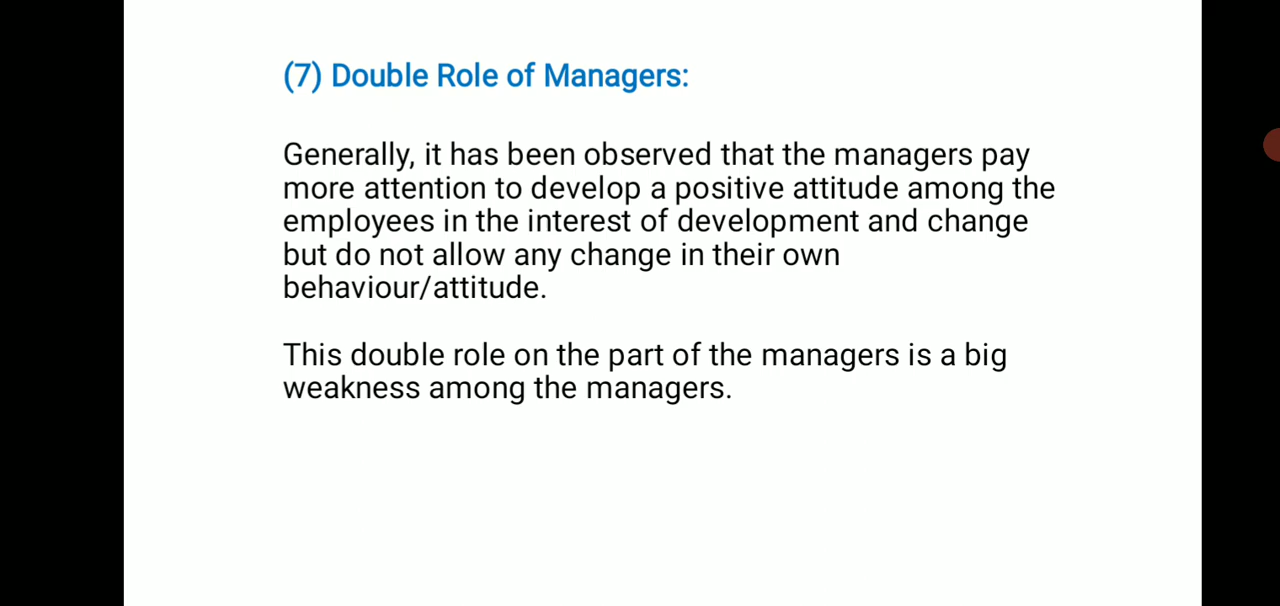 (7) Double Role of Managers:
Generally, it has been observed that the managers pay
more attention to develop a positive attitude among the
employees in the interest of development and change
but do not allow any change in their own
behaviour/attitude.
This double role on the part of the managers is a big
weakness among the managers.